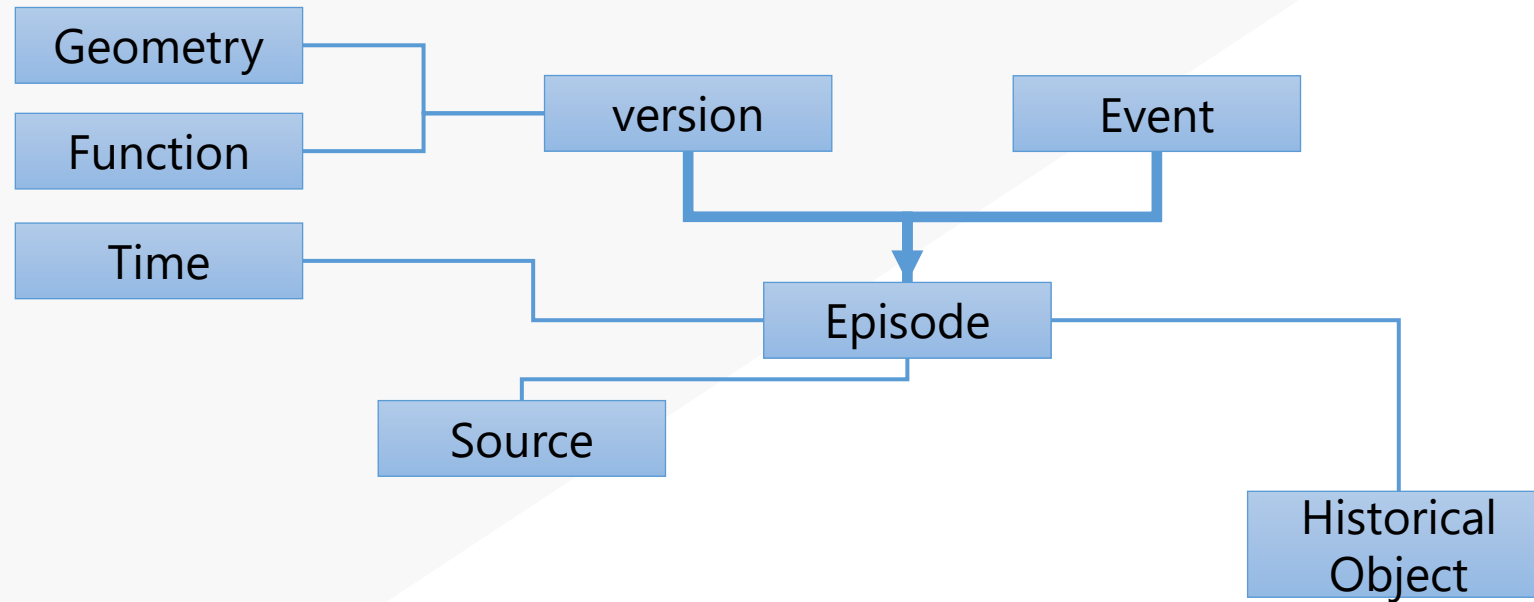 Geometry
version
Event
Function
Time
Episode
Source
Historical
Object